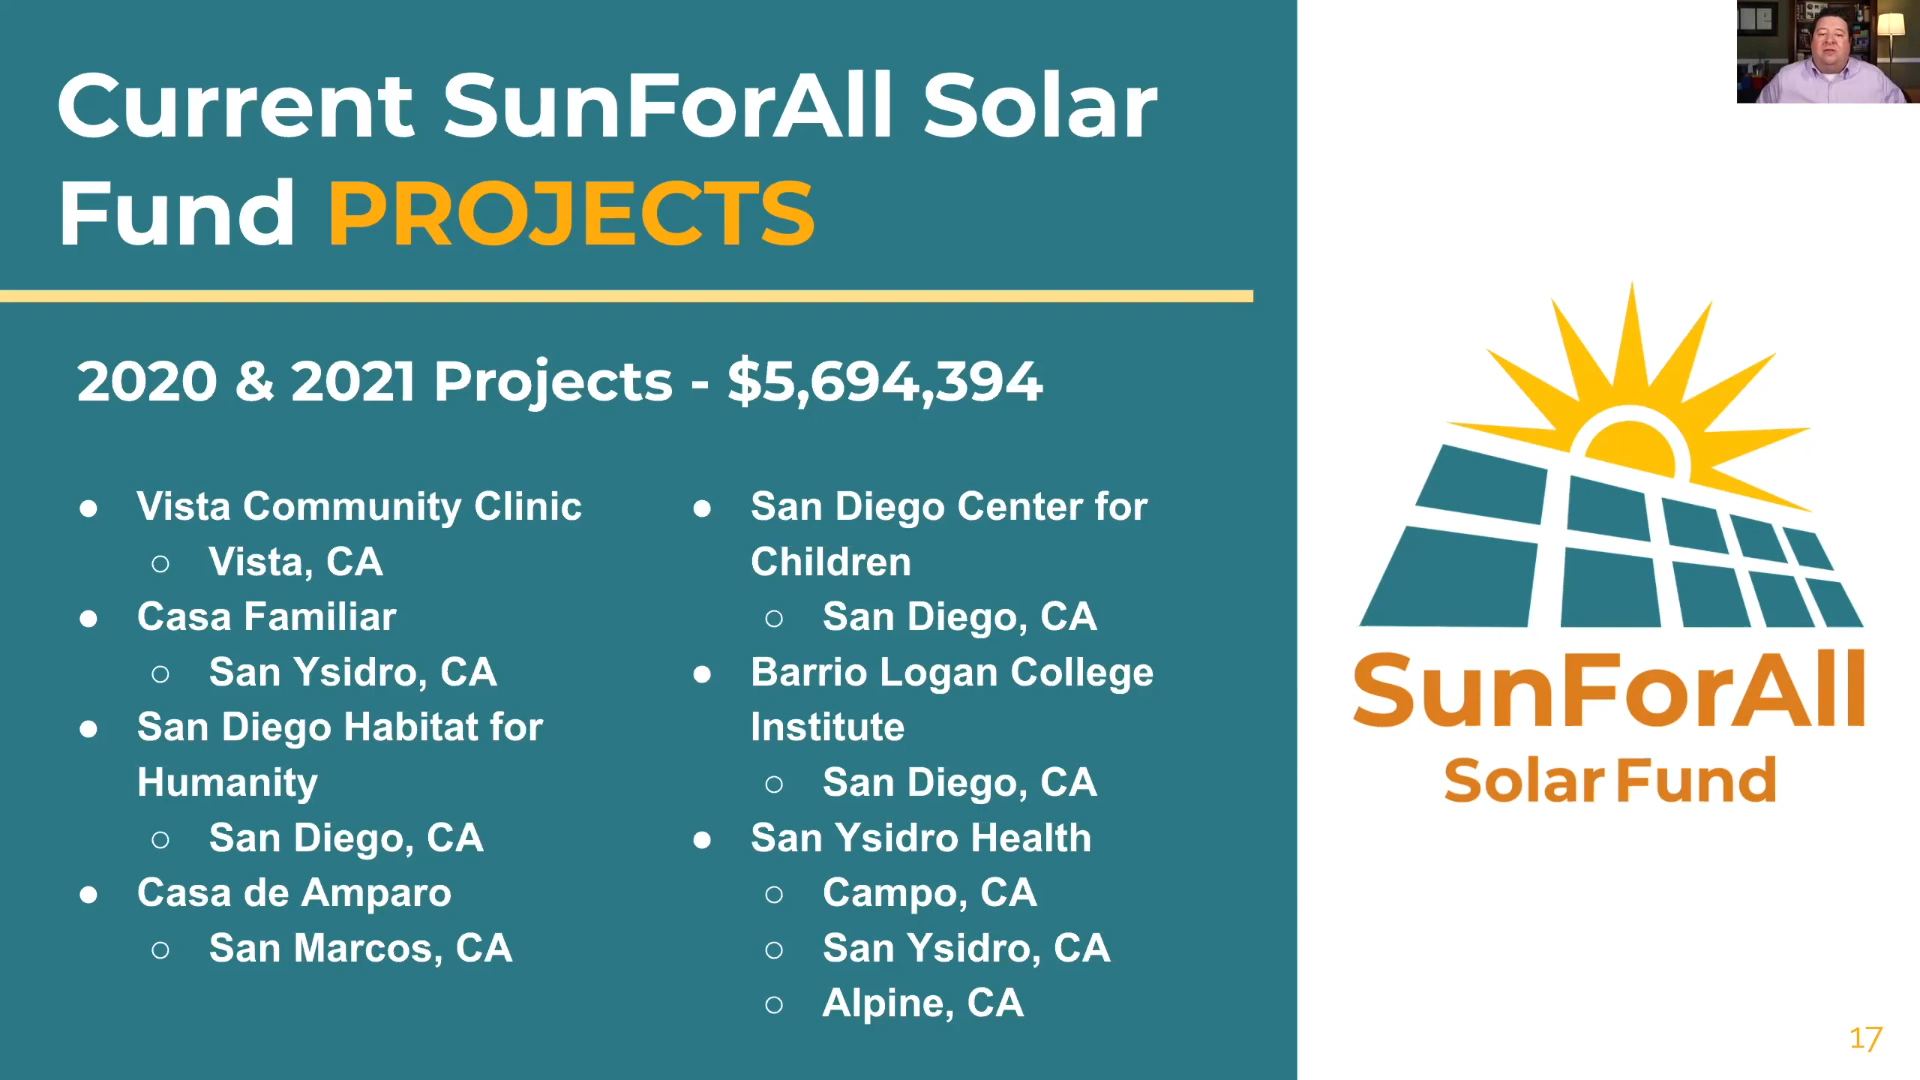 Current SunForAll Solar
Fund PROJECTS
2020 & 2021 Projects - $5,694,394
● Vista Community Clinic
○ Vista, CA
● Casa Familiar
○ San Ysidro, CA
● San Diego Habitat for
Humanity
○ San Diego, CA
● Casa de Amparo
○ San Marcos, CA
● San Diego Center for
Children
○ San Diego, CA
● Barrio Logan College
Institute
○ San Diego, CA
● San Ysidro Health
○ Campo, CA
○ San Ysidro, CA
○ Alpine, CA
SunForAll
Solar Fund
17